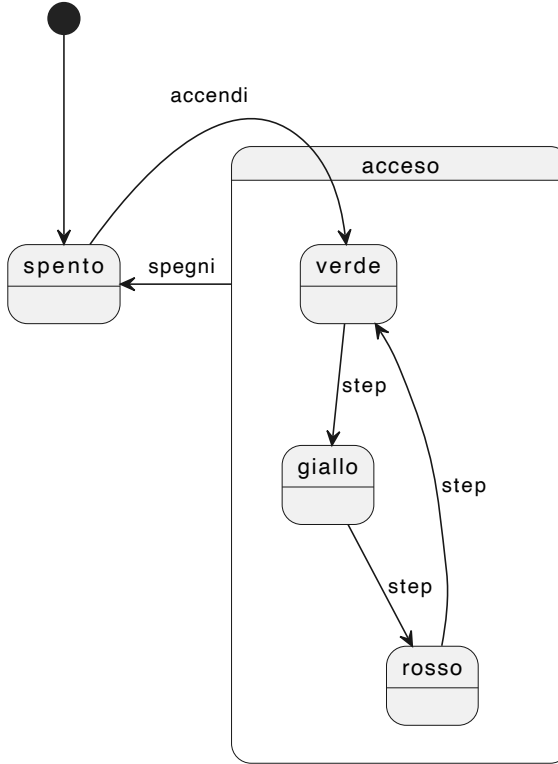 accendi
acceso
spento
spegni
verde
step
giallo
step
step
rosso